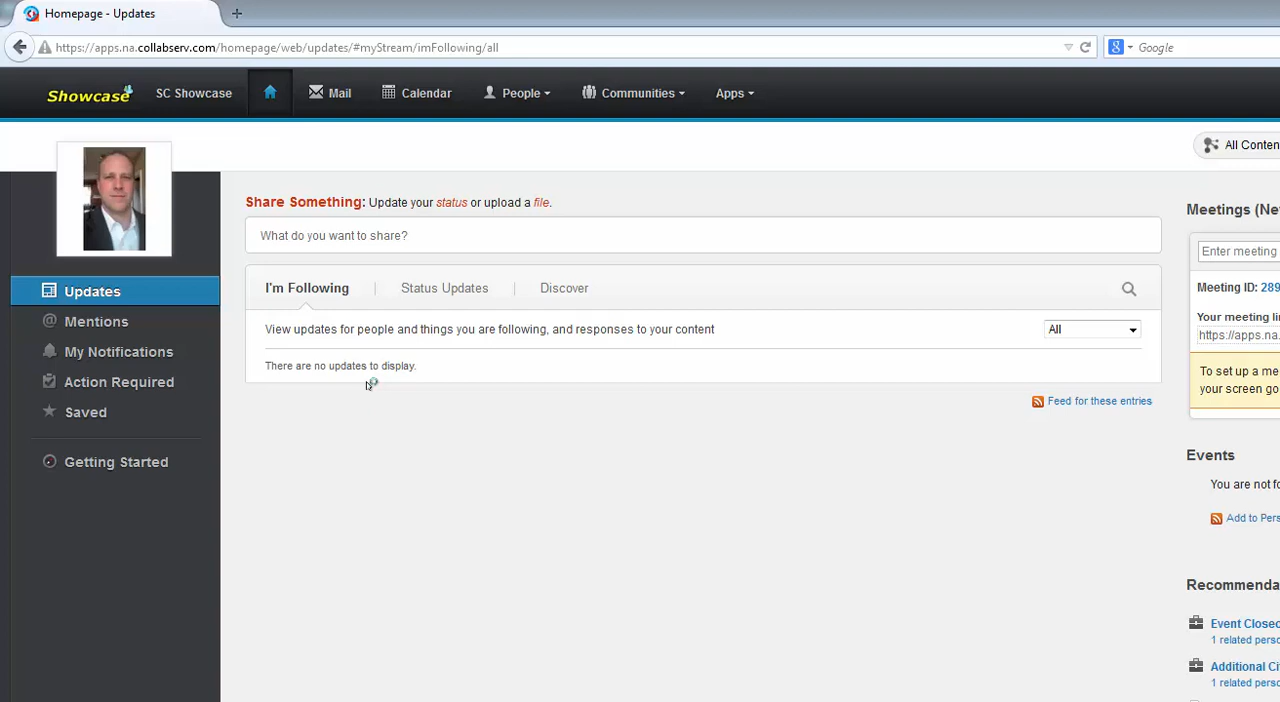 Homepage - Updates
https://apps.na.collabserv.com/homepage/web/updates/#myStream/imFollowing/all
Google
Showcase SC Showcase Mail Calendar People Communities Apps
All Conten
Share Something: Update your status or upload a file.
What do you want to share?
I'm Following | Status Updates | Discover
View updates for people and things you are following, and responses to your content
All
There are no updates to display.
Feed for these entries
Updates
@ Mentions
My Notifications
Action Required
Saved
Getting Started
Meetings (Ne
Enter meeting
Meeting ID: 289
Your meeting li
https://apps.na.
To set up a me
your screen go
Events
You are not fo
Add to Pers
Recommenda
Event Closed
1 related perso
Additional Ci
1 related perso